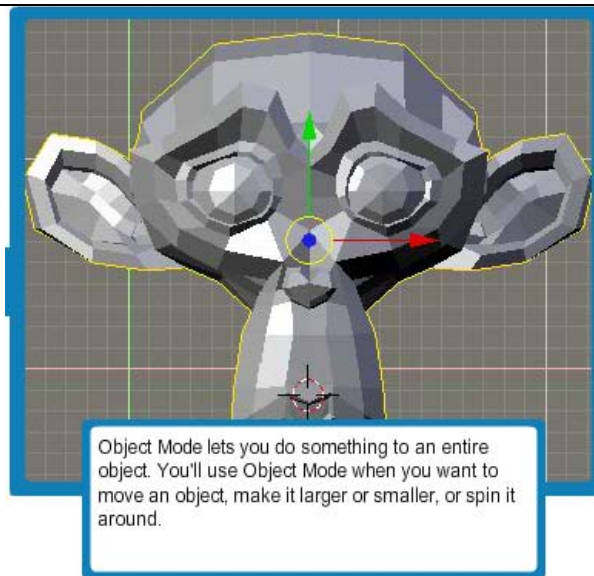 Object Mode lets you do something to an entire
object. You'll use Object Mode when you want to
move an object, make it larger or smaller, or spin it
around.